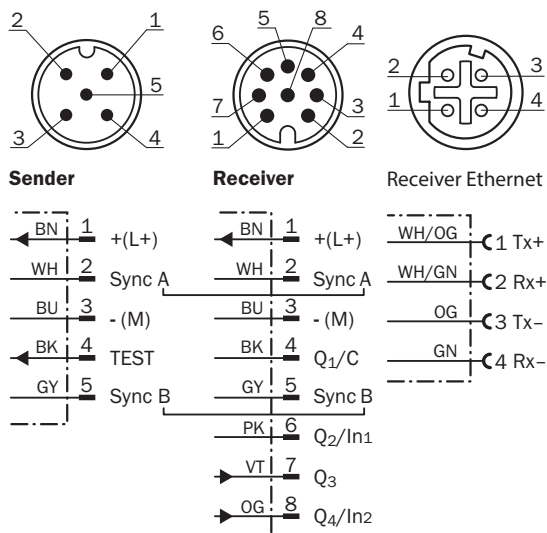 2 1
5
3 4
5 8
6 4
7 3
1 2
2 3
1 4
Sender
BN 1 +(L+)
WH 2 Sync A
BU 3 - (M)
BK 4 TEST
GY 5 Sync B
Receiver
BN 1 +(L+)
WH 2 Sync A
BU 3 - (M)
BK 4 Q1/C
GY 5 Sync B
PK 6 Q2/In1
VT 7 Q3
OG 8 Q4/In2
Receiver Ethernet
WH/OG 1 Tx+
WH/GN 2 Rx+
OG 3 Tx–
GN 4 Rx–